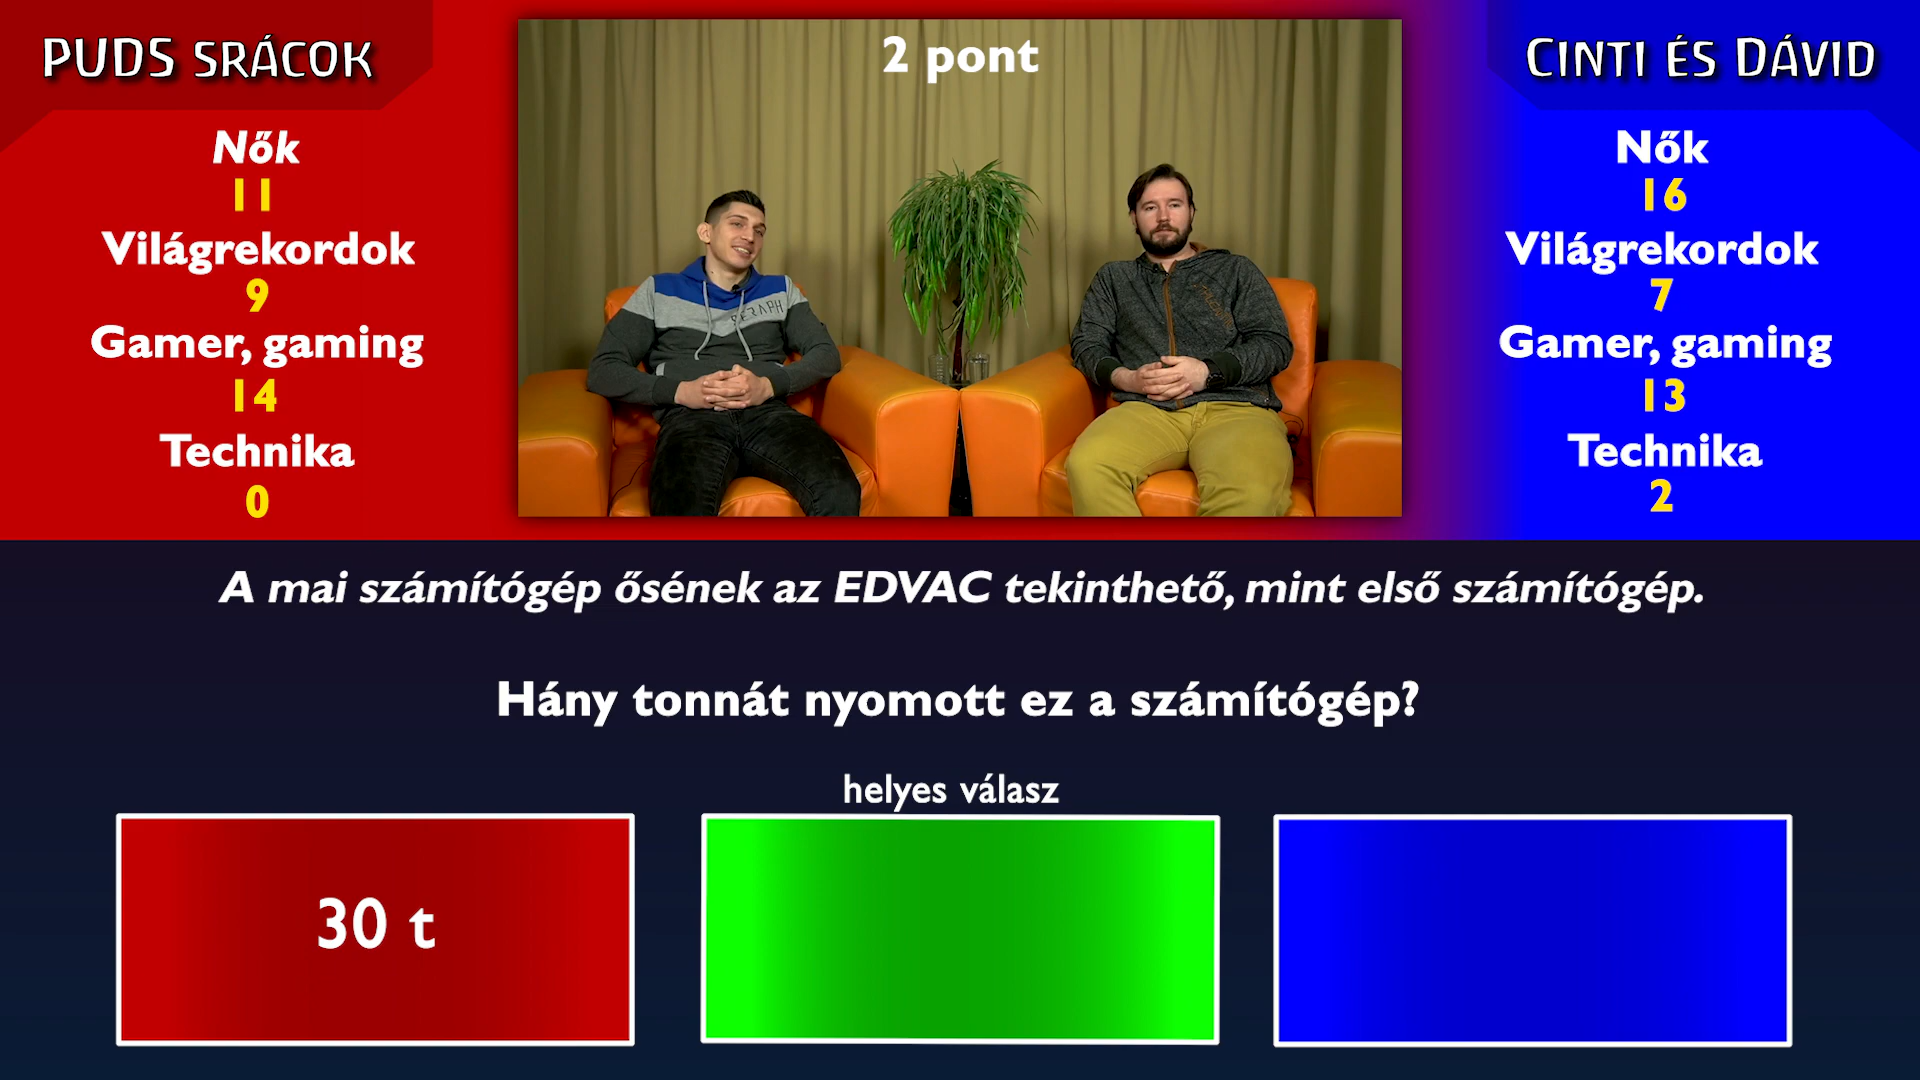 PUDS SRÁCOK
Nők
11
Világrekordok
9
Gamer, gaming
14
Technika
0
2 pont
SERAPH
CINTI ÉS DÁVID
Nők
16
Világrekordok
7
Gamer, gaming
13
Technika
2
A mai számítógép ősének az EDVAC tekinthető, mint első számítógép.
Hány tonnát nyomott ez a számítógép?
helyes válasz
30 t